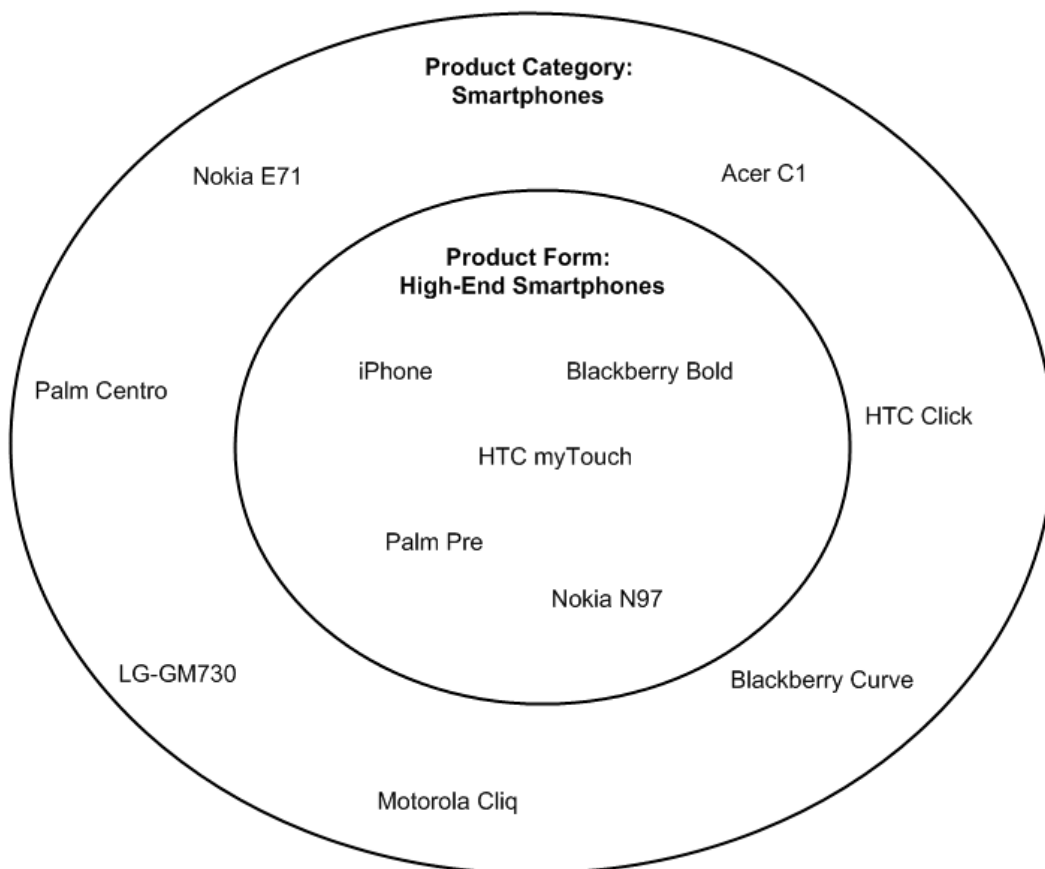 Product Category:
Smartphones
Nokia E71
Acer C1
Product Form:
High-End Smartphones
iPhone
Blackberry Bold
Palm Centro
HTC Click
HTC myTouch
Palm Pre
Nokia N97
LG-GM730
Blackberry Curve
Motorola Cliq